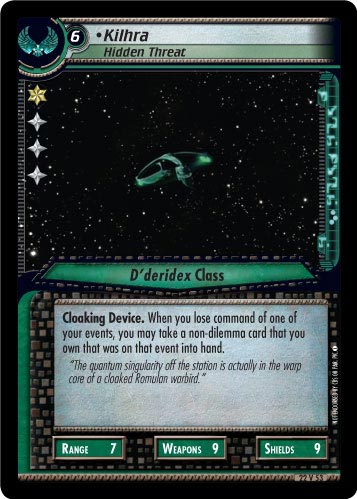 6
•Kilhra
Hidden Threat
D'deridex Class
Cloaking Device. When you lose command of one of
your events, you may take a non-dilemma card that you
own that was on that event into hand.
"The quantum singularity off the station is actually in the warp
core of a cloaked Romulan warbird."
RANGE 7
WEAPONS 9
SHIELDS 9
22 V 53